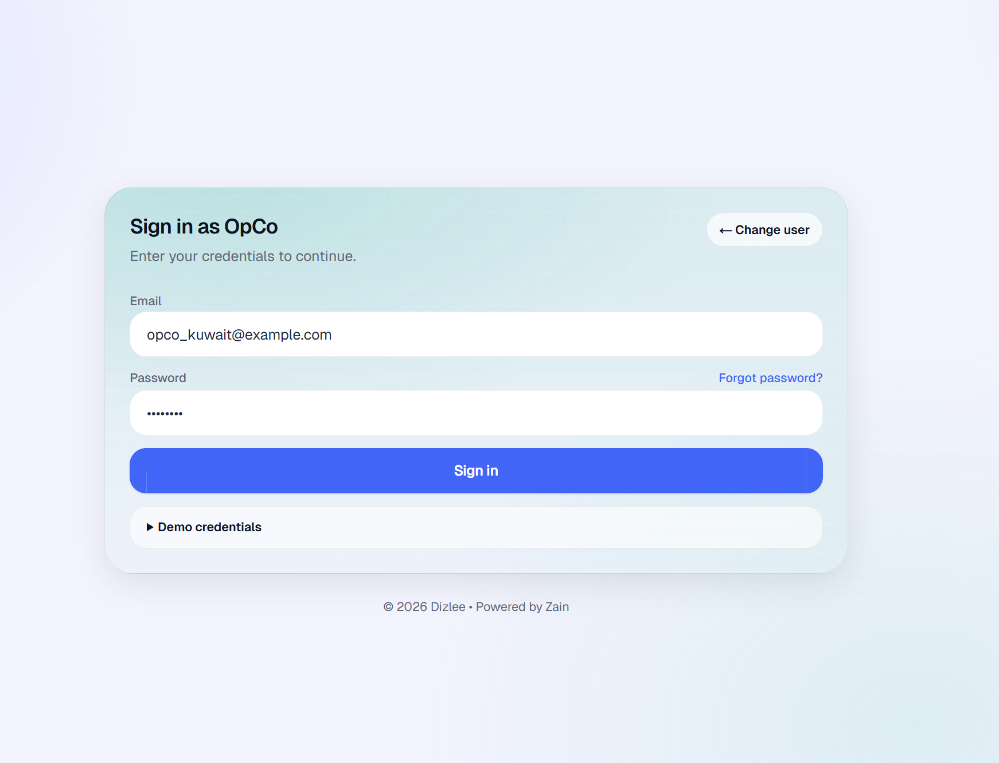 Sign in as OpCo
← Change user
Enter your credentials to continue.
Email
opco_kuwait@example.com
Password
Forgot password?
••••••••
Sign in
▶ Demo credentials
© 2026 Dizlee • Powered by Zain